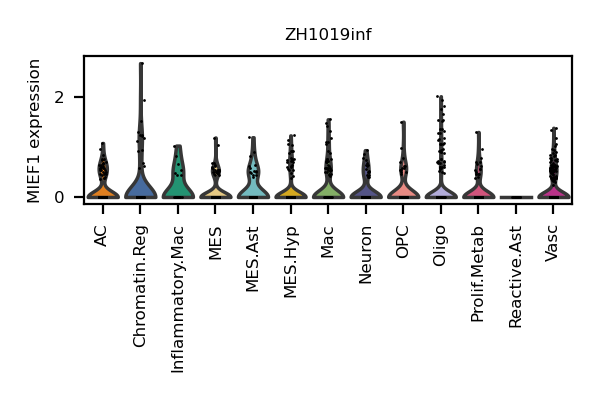 ZH1019inf
MIEF1 expression
2
0
AC
Chromatin.Reg
Inflammatory.Mac
MES
MES.Ast
MES.Hyp
Mac
Neuron
OPC
Oligo
Prolif.Metab
Reactive.Ast
Vasc